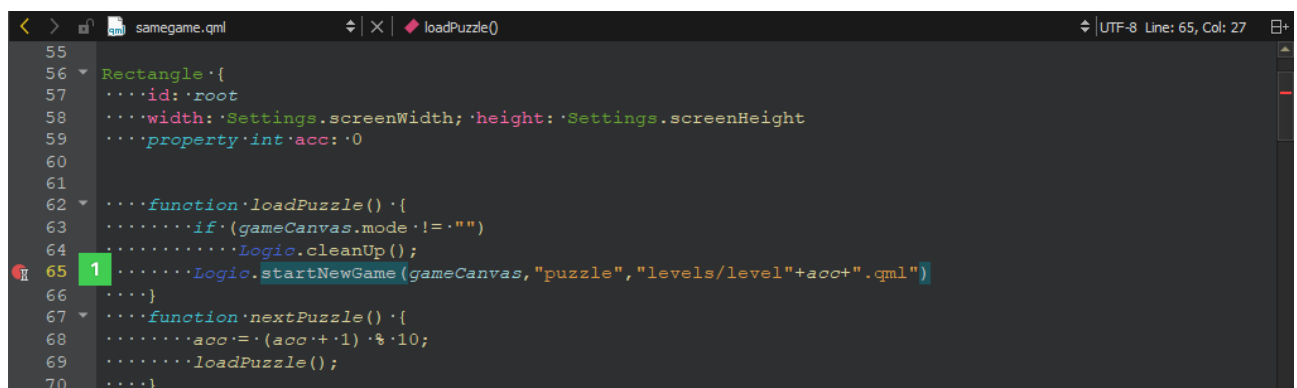 samegame.qml loadPuzzle() UTF-8 Line: 65, Col: 27
55
56 Rectangle·{
57 ····id:·root
58 ····width:·Settings.screenWidth;·height:·Settings.screenHeight
59 ····property·int·acc:·0
60
61
62 ····function·loadPuzzle()·{
63 ········if·(gameCanvas.mode·!=·"")
64 ············Logic.cleanUp();
65 1 ·······Logic.startNewGame(gameCanvas,"puzzle","levels/level"+acc+".qml")
66 ····}
67 ····function·nextPuzzle()·{
68 ········acc·=·(acc·+·1)·%·10;
69 ········loadPuzzle();
70 ····}